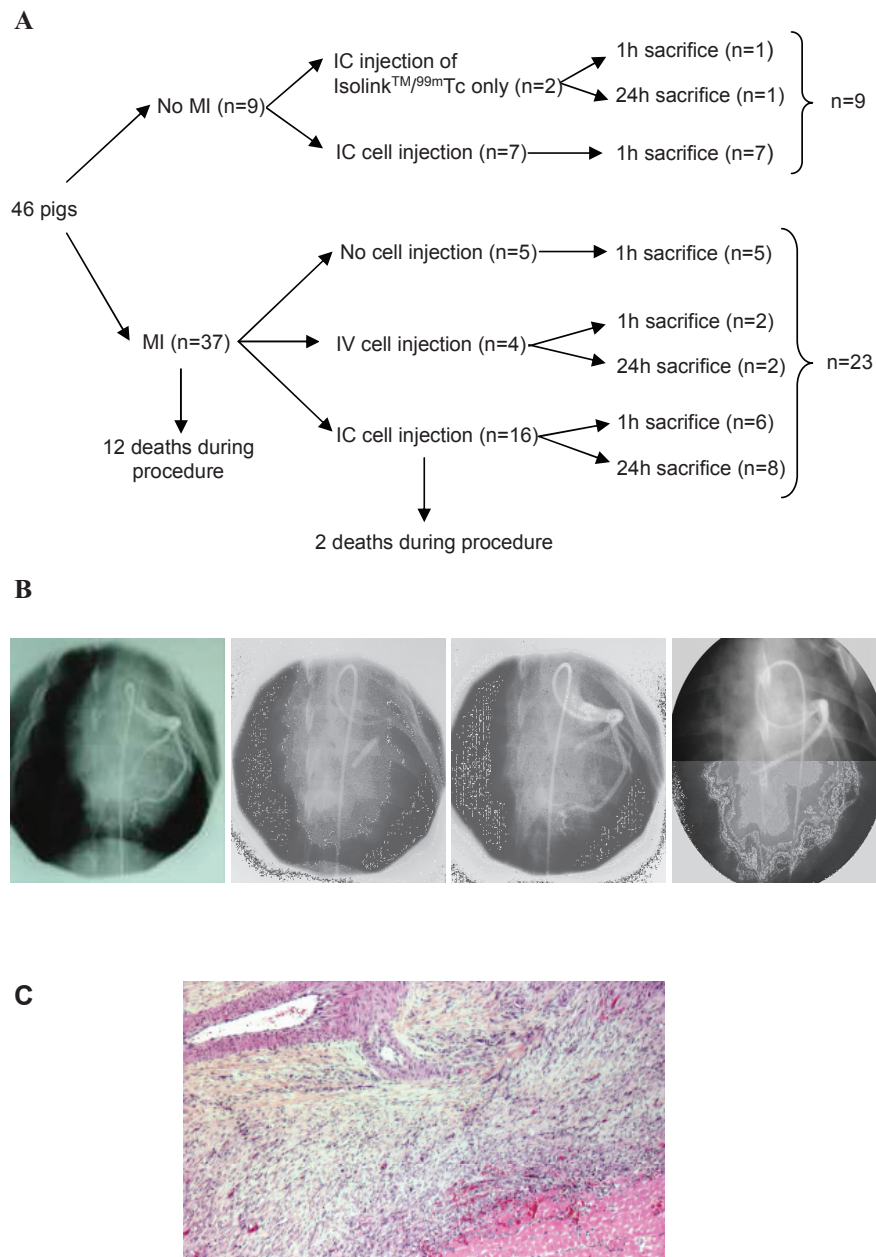 A
IC injection of
Isolink™/99mTc only (n=2)
1h sacrifice (n=1)
24h sacrifice (n=1)
No MI (n=9)
n=9
IC cell injection (n=7)
1h sacrifice (n=7)
46 pigs
No cell injection (n=5)
1h sacrifice (n=5)
MI (n=37)
IV cell injection (n=4)
1h sacrifice (n=2)
24h sacrifice (n=2)
n=23
12 deaths during
procedure
IC cell injection (n=16)
1h sacrifice (n=6)
24h sacrifice (n=8)
2 deaths during procedure
B
C